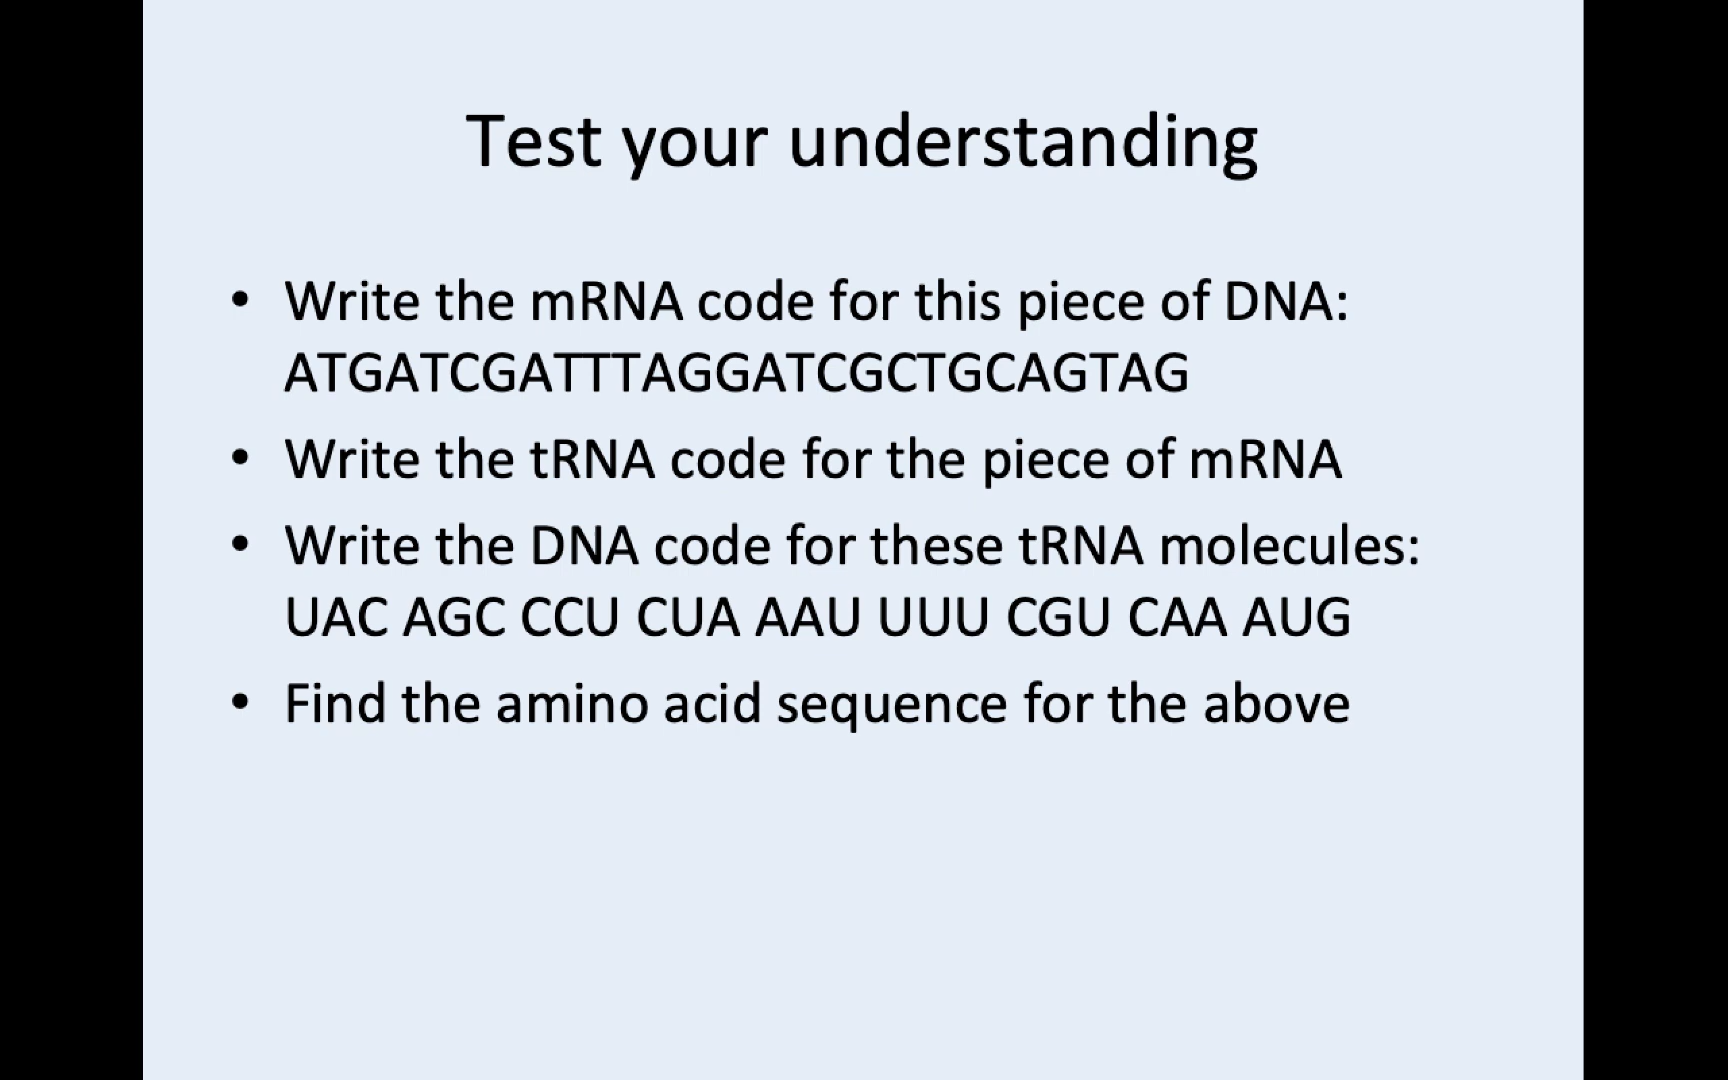 Test your understanding
• Write the mRNA code for this piece of DNA:
ATGATCGATTTAGGATCGCTGCAGTAG
• Write the tRNA code for the piece of mRNA
• Write the DNA code for these tRNA molecules:
UAC AGC CCU CUA AAU UUU CGU CAA AUG
• Find the amino acid sequence for the above